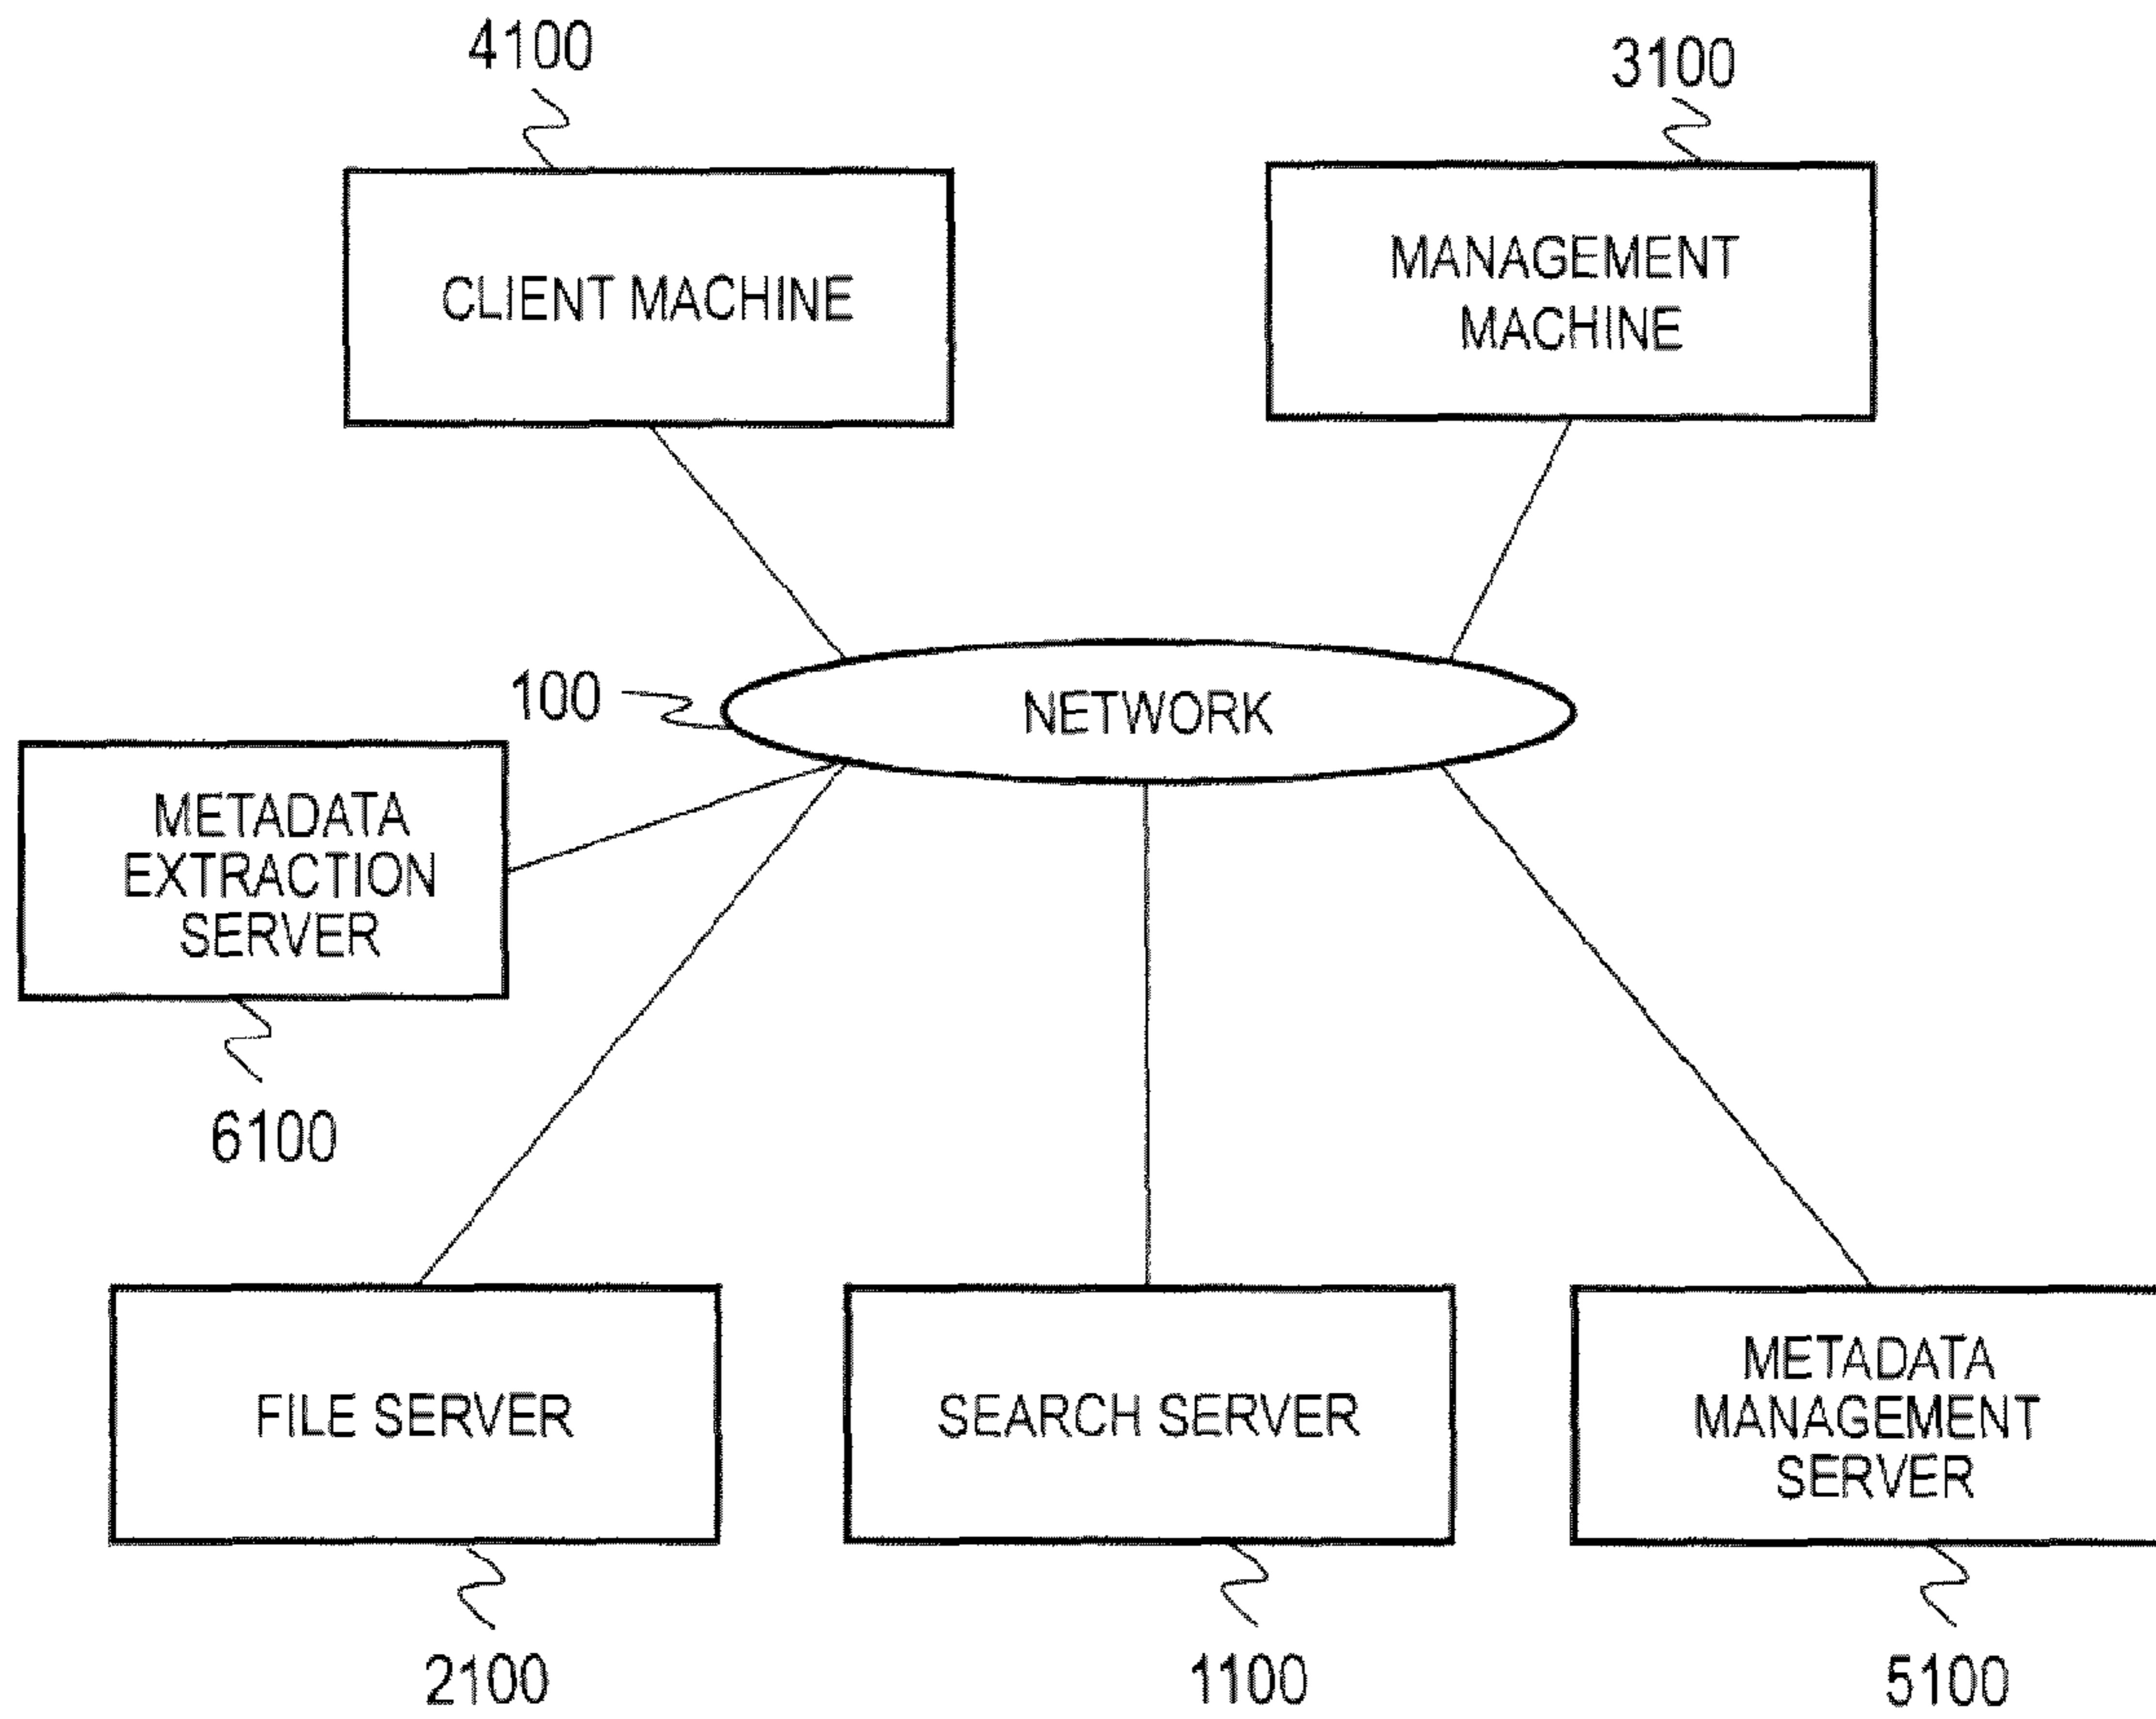 4100
3100
CLIENT MACHINE
MANAGEMENT
MACHINE
100
NETWORK
METADATA
EXTRACTION
SERVER
6100
FILE SERVER
SEARCH SERVER
METADATA
MANAGEMENT
SERVER
2100
1100
5100